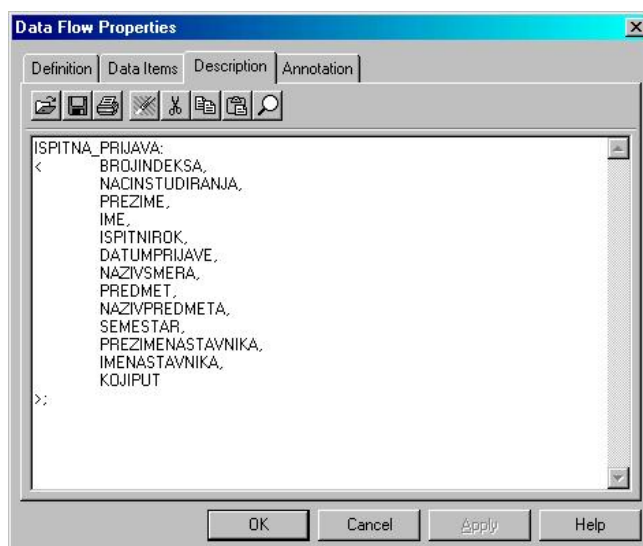 Data Flow Properties
Definition Data Items Description Annotation
ISPITNA_PRIJAVA:
< BROJINDEKSA,
NACINSTUDIRANJA,
PREZIME,
IME,
ISPITNIROK,
DATUMPRIJAVE,
NAZIVSMERA,
PREDMET,
NAZIVPREDMETA,
SEMESTAR,
PREZIMENASTAVNIKA,
IMENASTAVNIKA,
KOJIPUT
>;
OK Cancel Apply Help